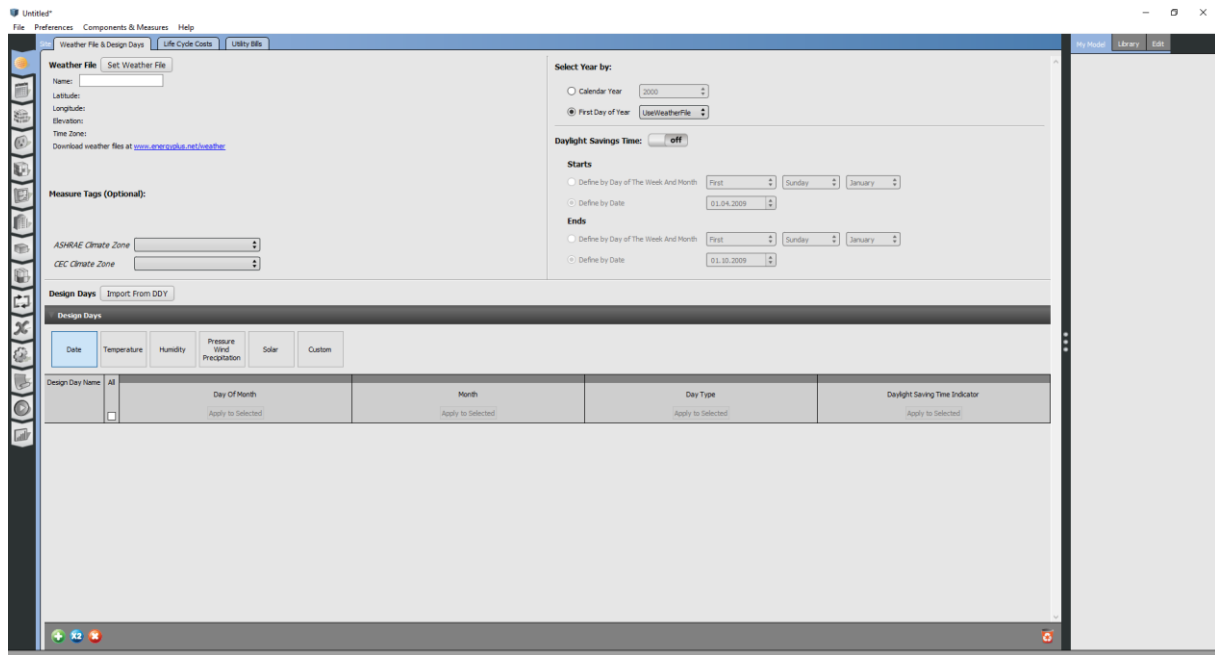 Untitled*
File Preferences Components & Measures Help
Site Weather File & Design Days Life Cycle Costs Utility Bills
My Model Library Edit
Weather File Set Weather File
Name:
Latitude:
Longitude:
Elevation:
Time Zone:
Download weather files at www.energyplus.net/weather
Measure Tags (Optional):
ASHRAE Climate Zone
CEC Climate Zone
Select Year by:
Calendar Year 2000
First Day of Year UseWeatherFile
Daylight Savings Time: off
Starts
Define by Day of The Week And Month First Sunday January
Define by Date 01.04.2009
Ends
Define by Day of The Week And Month First Sunday January
Define by Date 01.10.2009
Design Days Import From DDY
Design Days
Date Temperature Humidity Pressure Wind Precipitation Solar Custom
Design Day Name All Day Of Month Month Day Type Daylight Saving Time Indicator
Apply to Selected Apply to Selected Apply to Selected Apply to Selected
x2